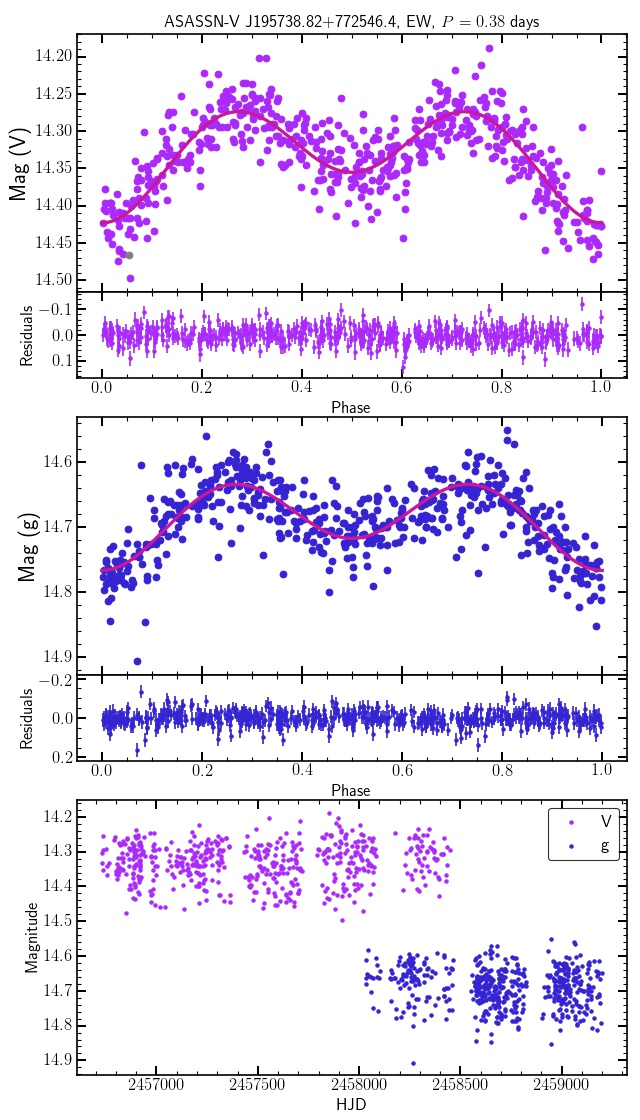 ASASSN-V J195738.82+772546.4, EW, P = 0.38 days
14.20
14.25
14.30
14.35
14.40
14.45
14.50
Mag (V)
−0.1
0.0
0.1
Residuals
0.0 0.2 0.4 0.6 0.8 1.0
Phase
14.6
14.7
14.8
14.9
Mag (g)
−0.2
0.0
0.2
Residuals
0.0 0.2 0.4 0.6 0.8 1.0
Phase
14.2
14.3
14.4
14.5
14.6
14.7
14.8
14.9
Magnitude
V
g
2457000 2457500 2458000 2458500 2459000
HJD